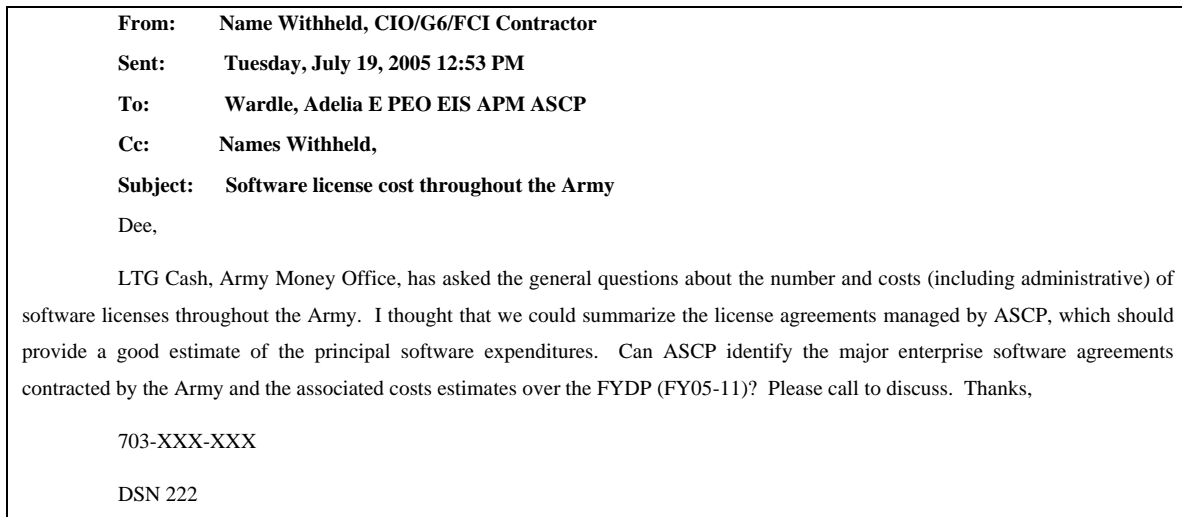 From: Name Withheld, CIO/G6/FCI Contractor
Sent: Tuesday, July 19, 2005 12:53 PM
To: Wardle, Adelia E PEO EIS APM ASCP
Cc: Names Withheld,
Subject: Software license cost throughout the Army
Dee,
LTG Cash, Army Money Office, has asked the general questions about the number and costs (including administrative) of
software licenses throughout the Army. I thought that we could summarize the license agreements managed by ASCP, which should
provide a good estimate of the principal software expenditures. Can ASCP identify the major enterprise software agreements
contracted by the Army and the associated costs estimates over the FYDP (FY05-11)? Please call to discuss. Thanks,
703-XXX-XXX
DSN 222